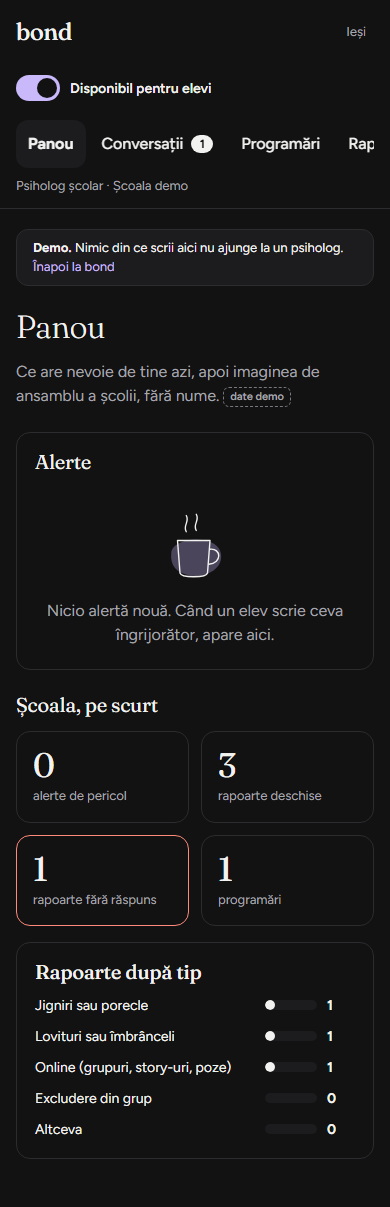 bond
Ieși
Disponibil pentru elevi
Panou
Conversații 1
Programări
Rap
Psiholog școlar · Școala demo
Demo. Nimic din ce scrii aici nu ajunge la un psiholog.
Înapoi la bond
Panou
Ce are nevoie de tine azi, apoi imaginea de
ansamblu a școlii, fără nume. date demo
Alerte
Nicio alertă nouă. Când un elev scrie ceva
îngrijorător, apare aici.
Școala, pe scurt
0
alerte de pericol
3
rapoarte deschise
1
rapoarte fără răspuns
1
programări
Rapoarte după tip
Jigniri sau porecle 1
Lovituri sau îmbrânceli 1
Online (grupuri, story-uri, poze) 1
Excludere din grup 0
Altceva 0